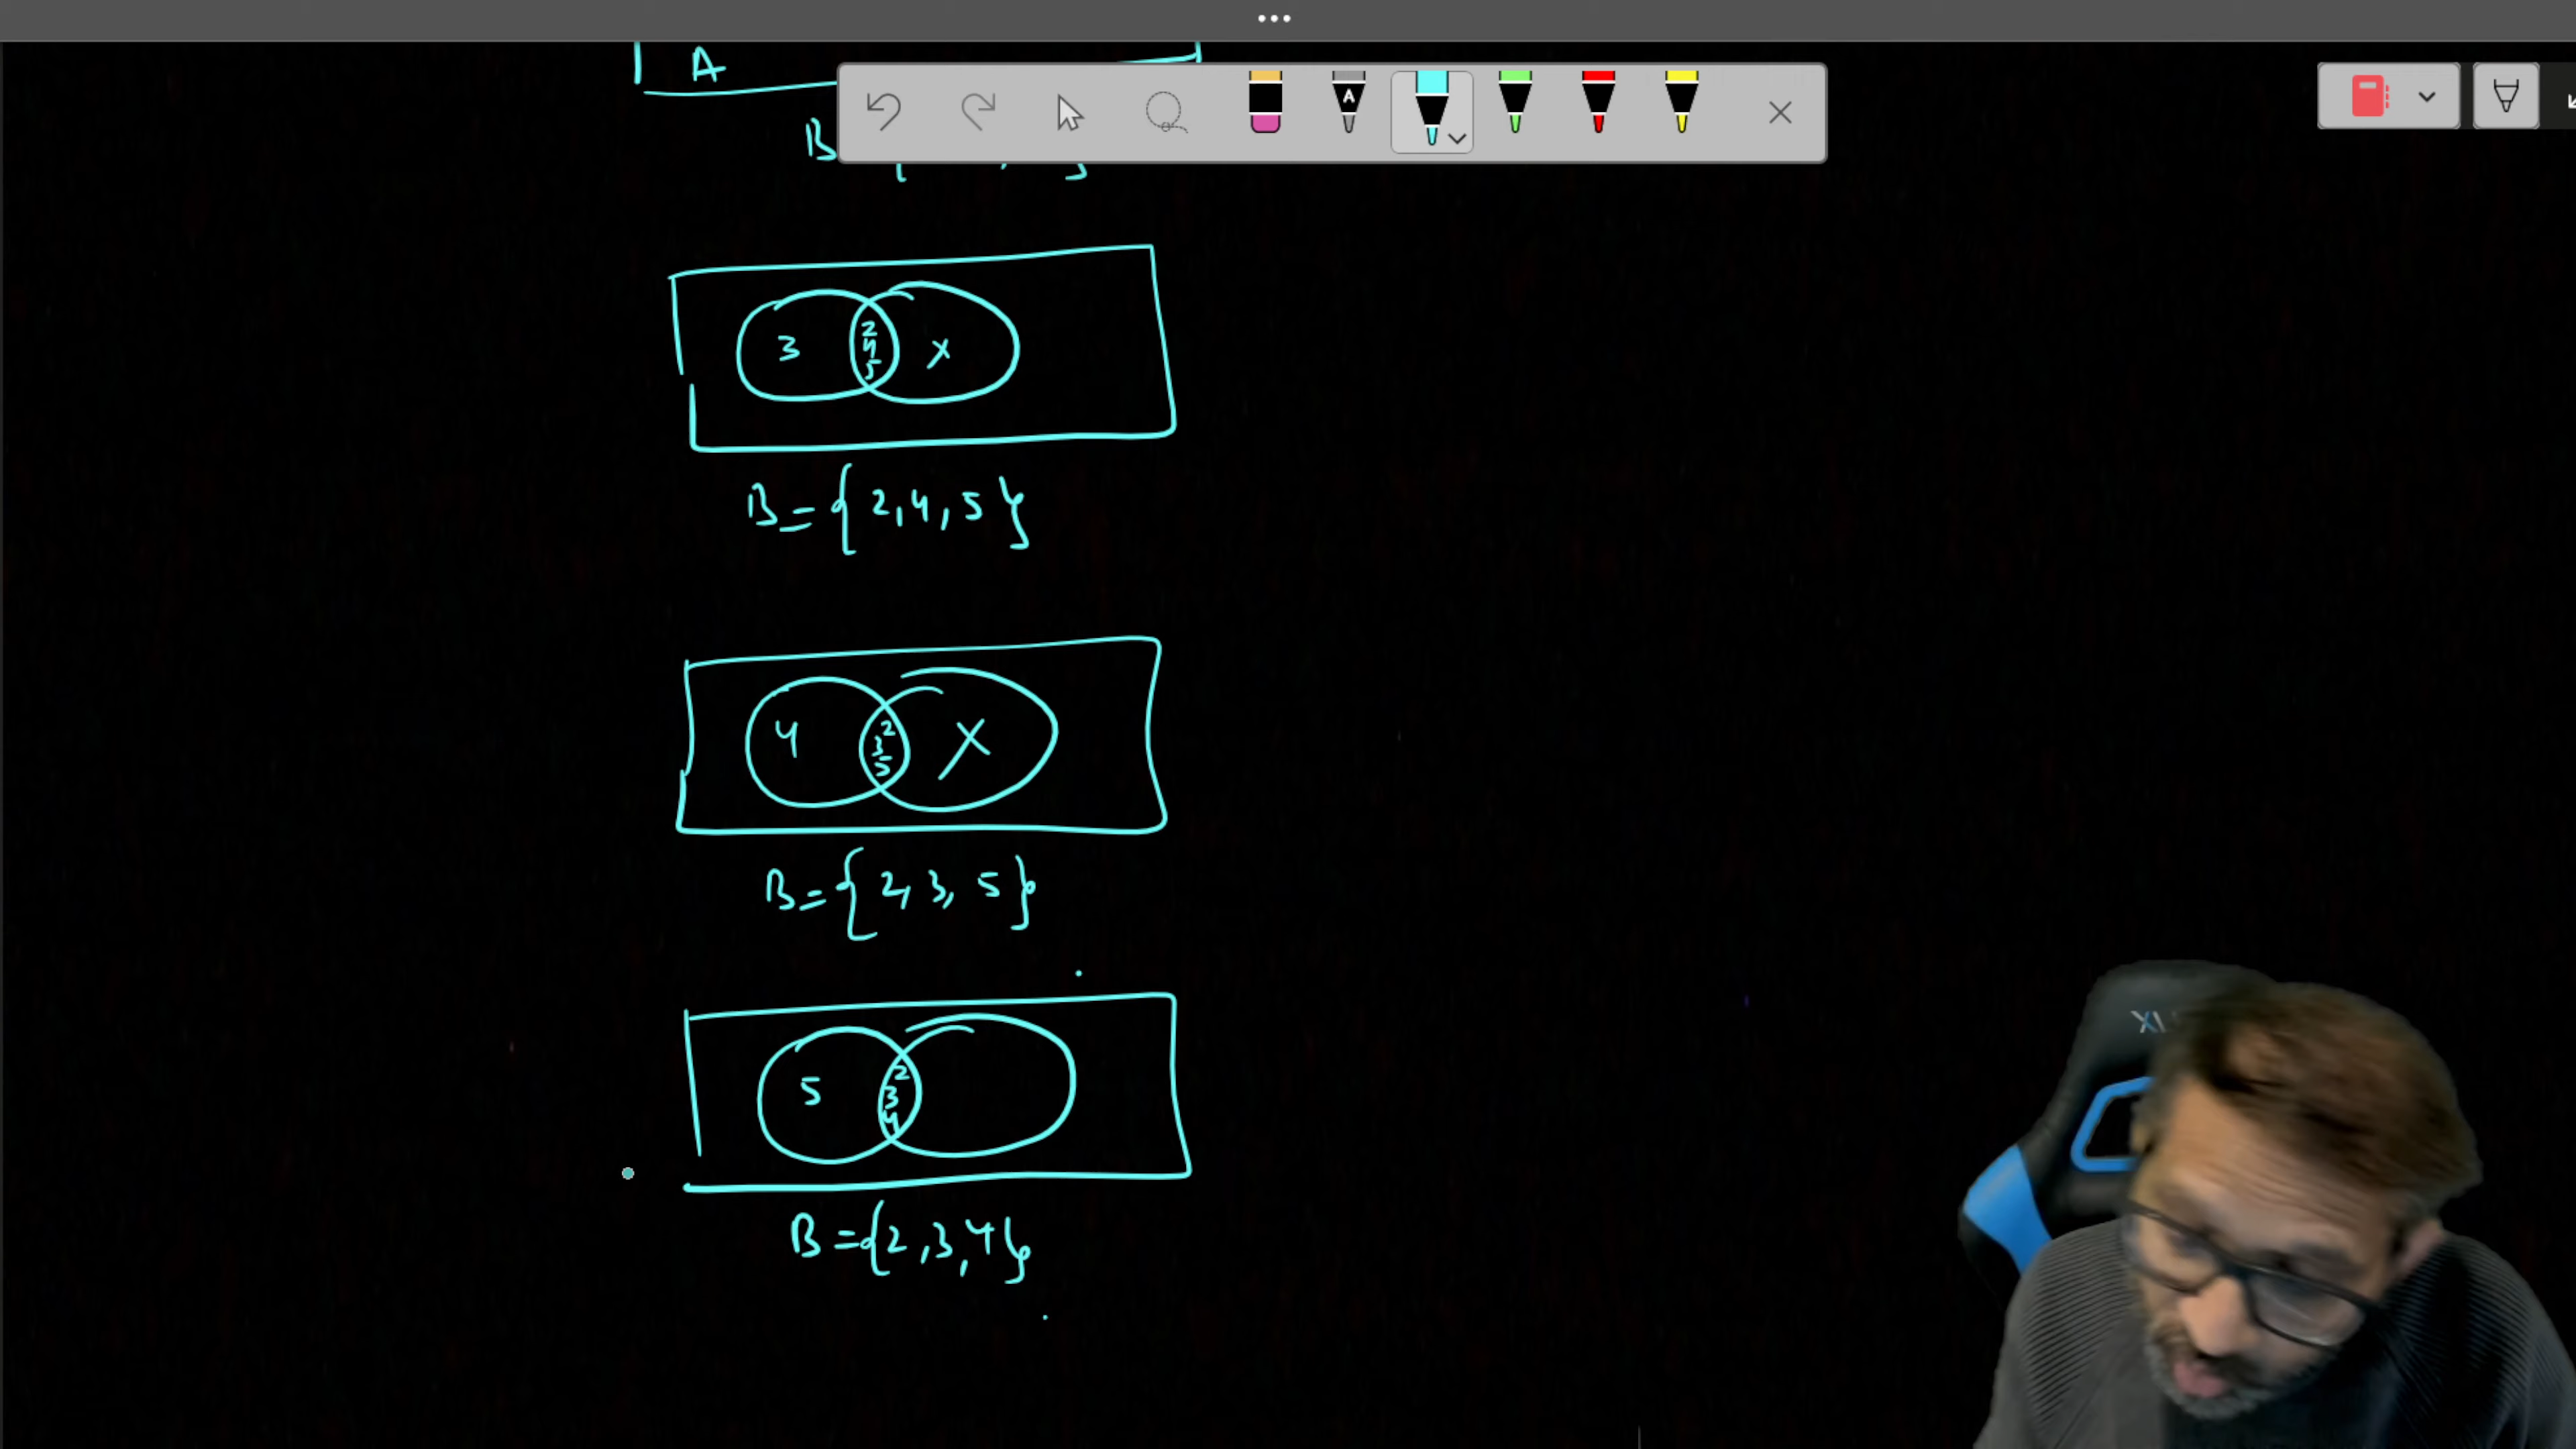 A
B
3 2 4 5 x
B = { 2, 4, 5 }
4 2 3 5 X
B = { 2, 3, 5 }
5 2 3 4
B = { 2, 3, 4 }